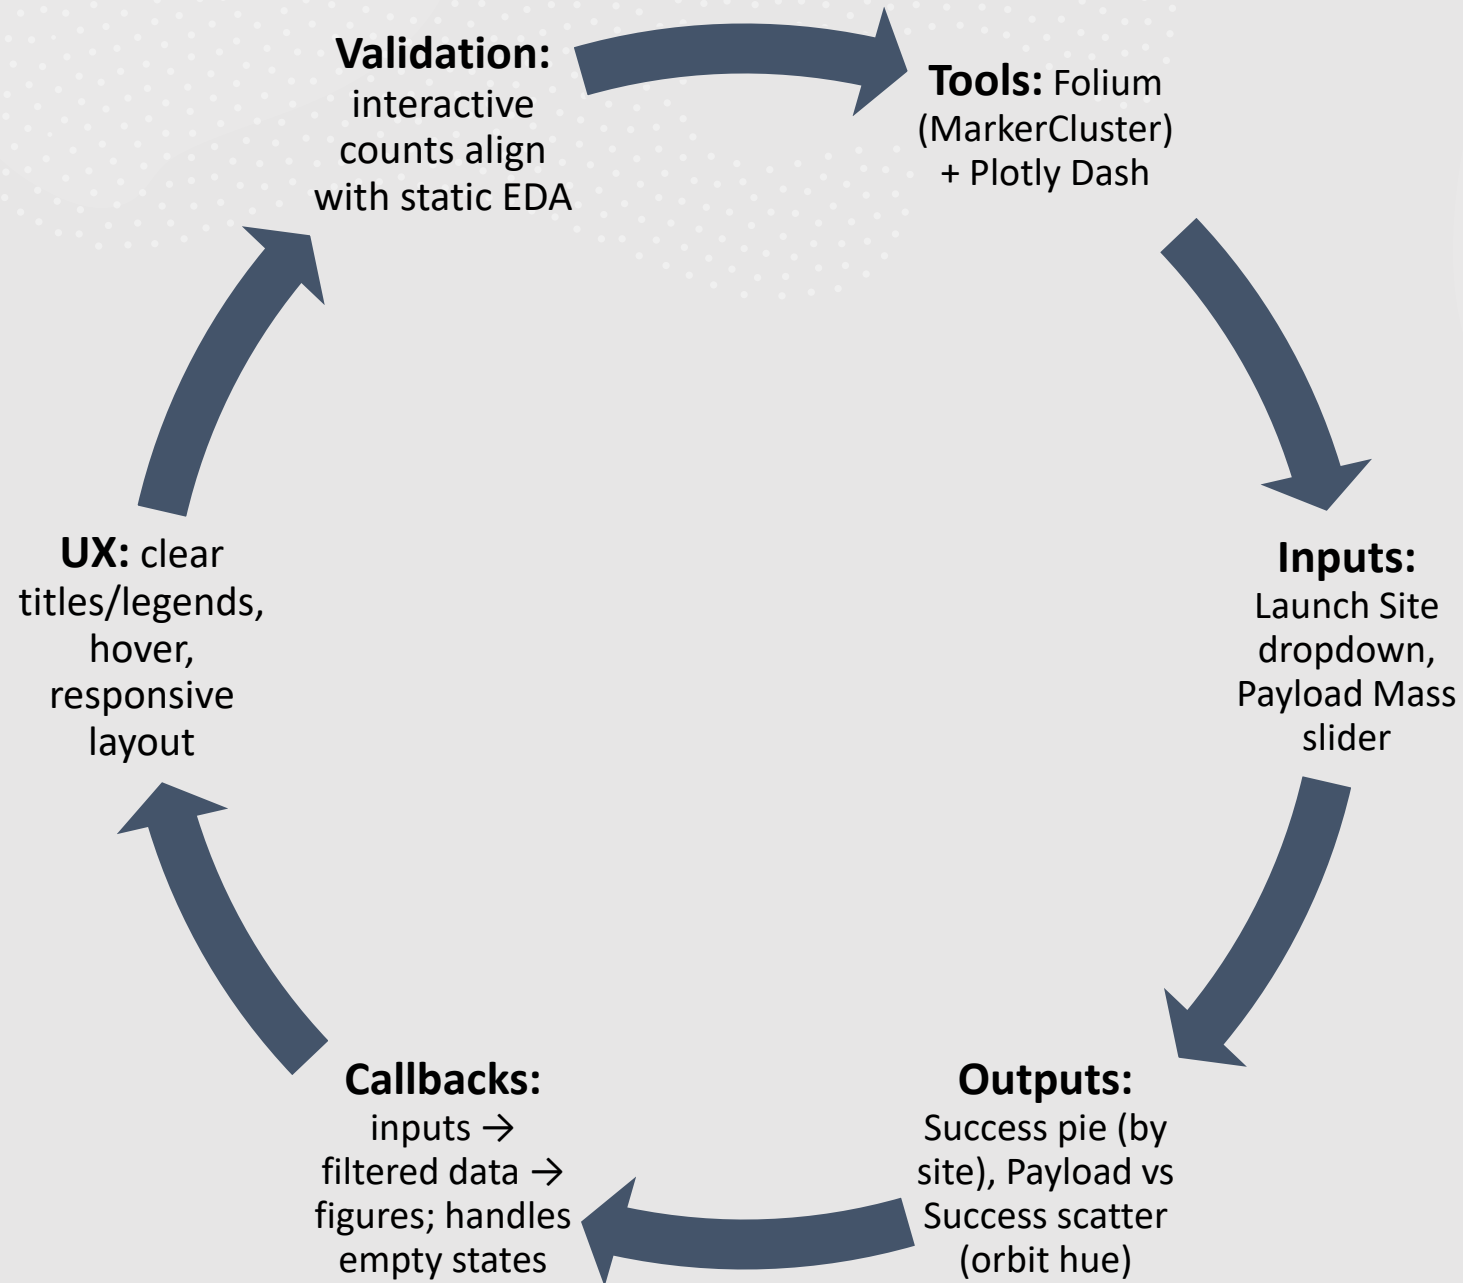 Validation:
interactive
counts align
with static EDA
Tools: Folium
(MarkerCluster)
+ Plotly Dash
Inputs:
Launch Site
dropdown,
Payload Mass
slider
Outputs:
Success pie (by
site), Payload vs
Success scatter
(orbit hue)
Callbacks:
inputs →
filtered data →
figures; handles
empty states
UX: clear
titles/legends,
hover,
responsive
layout